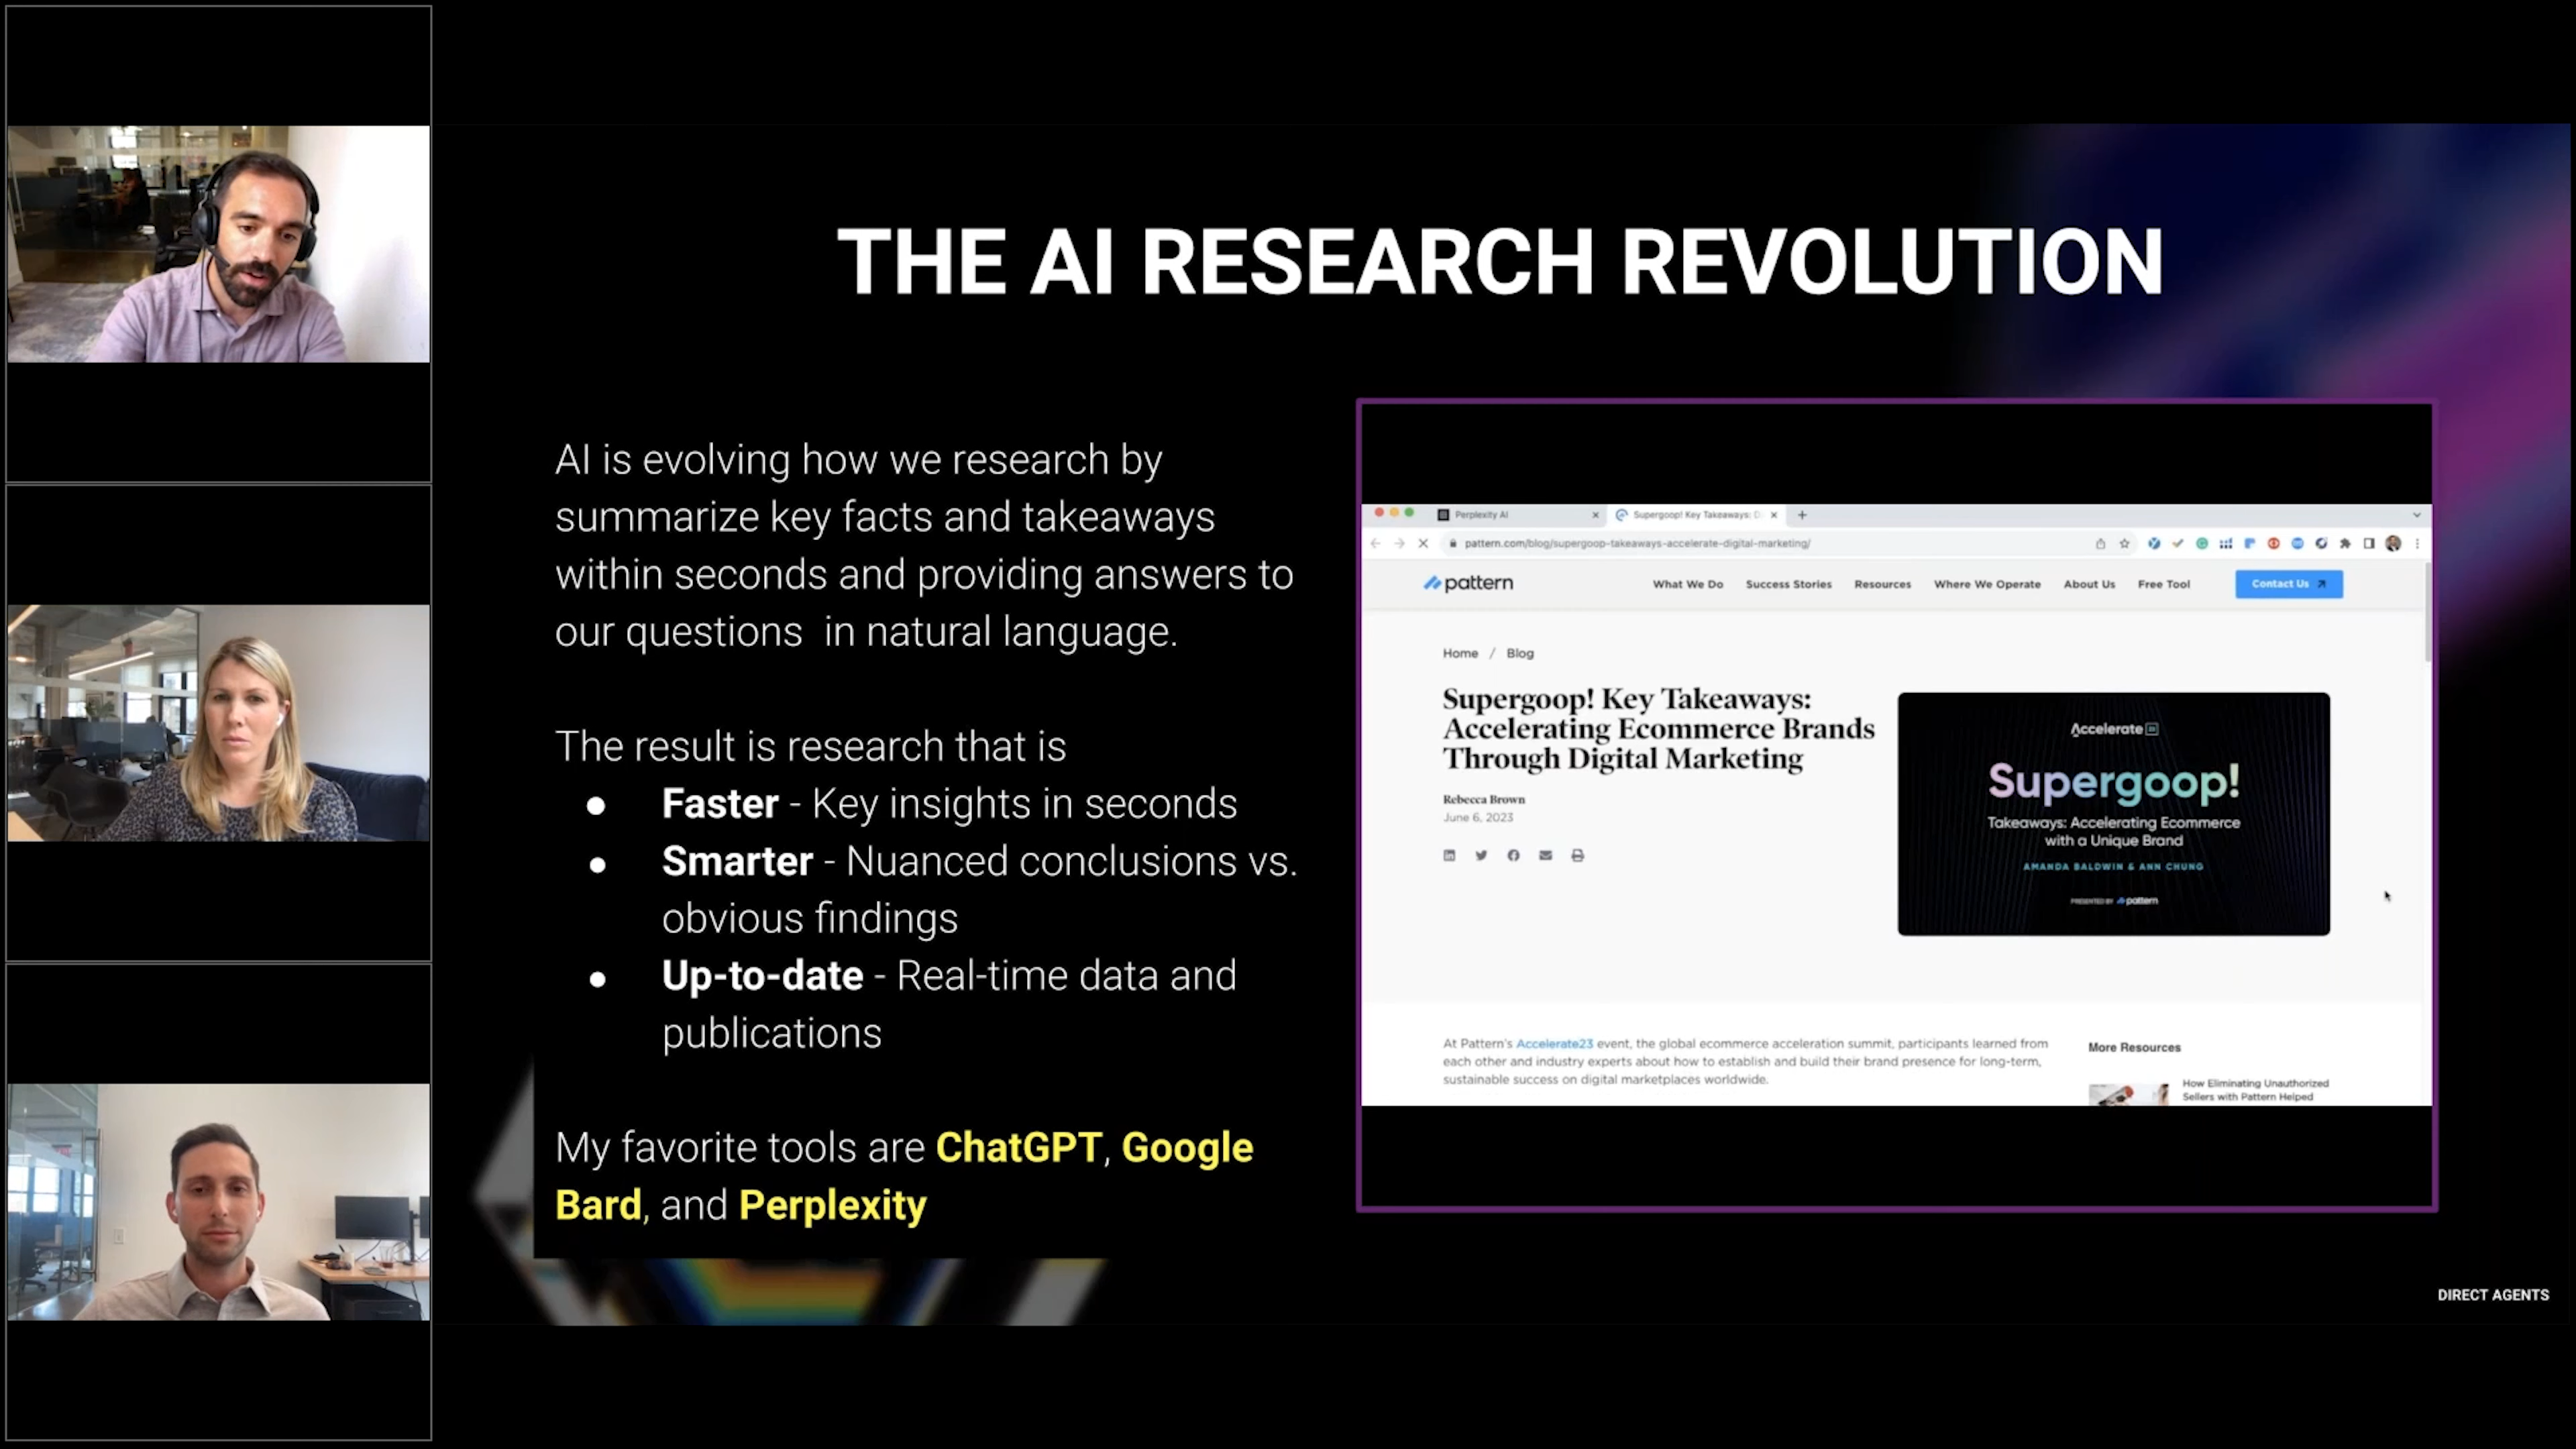 THE AI RESEARCH REVOLUTION
AI is evolving how we research by
summarize key facts and takeaways
within seconds and providing answers to
our questions  in natural language.
The result is research that is
● Faster - Key insights in seconds
● Smarter - Nuanced conclusions vs.
obvious findings
● Up-to-date - Real-time data and
publications
My favorite tools are ChatGPT, Google
Bard, and Perplexity
Perplexity AI
Supergoop! Key Takeaways:
pattern.com/blog/supergoop-takeaways-accelerate-digital-marketing/
pattern
What We Do Success Stories Resources Where We Operate About Us Free Tool Contact Us
Home / Blog
Supergoop! Key Takeaways:
Accelerating Ecommerce Brands
Through Digital Marketing
Rebecca Brown
June 6, 2023
Accelerate
Supergoop!
Takeaways: Accelerating Ecommerce
with a Unique Brand
AMANDA BALDWIN & ANN CHUNG
PRESENTED BY pattern
At Pattern's Accelerate23 event, the global ecommerce acceleration summit, participants learned from
each other and industry experts about how to establish and build their brand presence for long-term,
sustainable success on digital marketplaces worldwide.
More Resources
How Eliminating Unauthorized
Sellers with Pattern Helped
DIRECT AGENTS